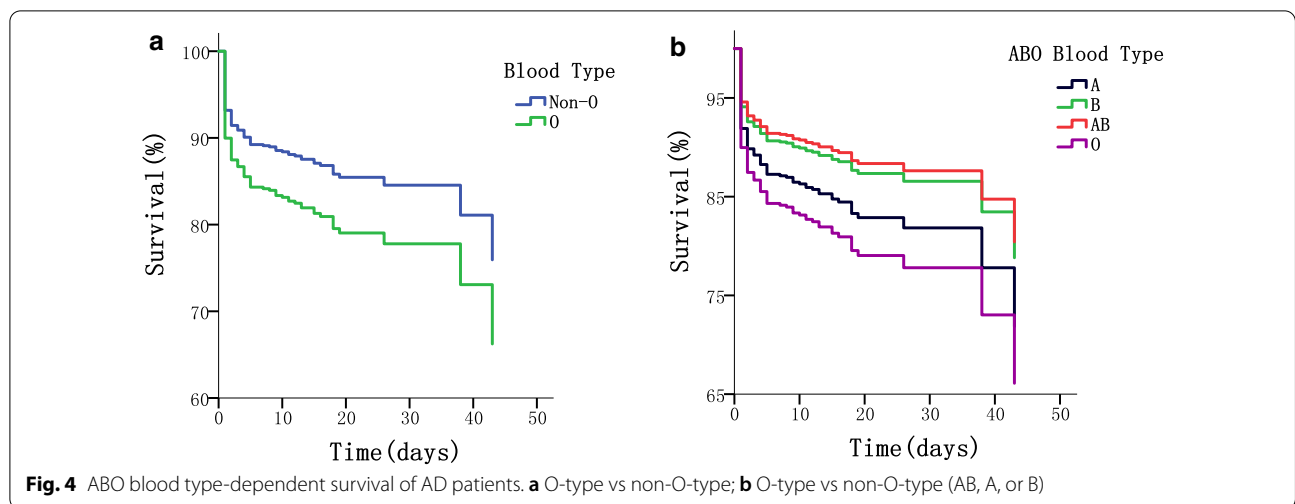 a
100
90
80
70
60
Survival(%)
0 10 20 30 40 50
Time(days)
Blood Type
Non-O
O
b
95
85
75
65
Survival(%)
0 10 20 30 40 50
Time(days)
ABO Blood Type
A
B
AB
O
Fig. 4 ABO blood type-dependent survival of AD patients. a O-type vs non-O-type; b O-type vs non-O-type (AB, A, or B)